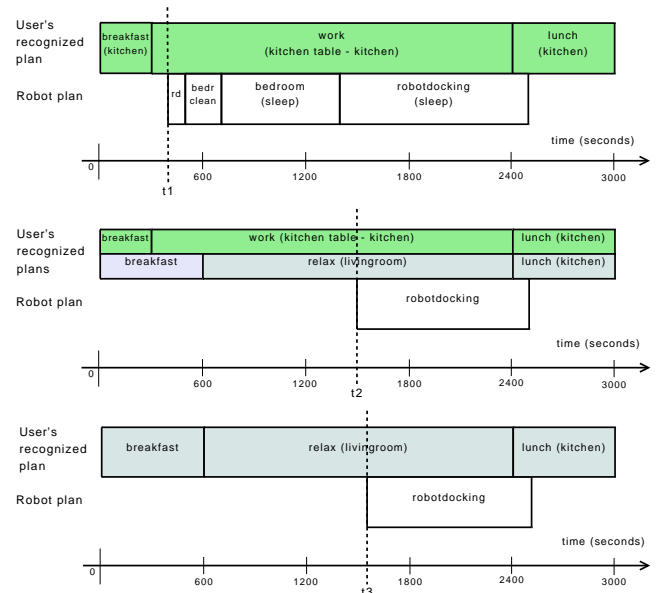 User's
recognized
plan
breakfast
(kitchen)
work
(kitchen table - kitchen)
lunch
(kitchen)
Robot plan
rd
bedr
clean
bedroom
(sleep)
robotdocking
(sleep)
time (seconds)
0
600
1200
1800
2400
3000
t1
User's
recognized
plans
breakfast
work (kitchen table - kitchen)
lunch (kitchen)
breakfast
relax (livingroom)
lunch (kitchen)
Robot plan
robotdocking
time (seconds)
0
600
1200
1800
2400
3000
t2
User's
recognized
plan
breakfast
relax (livingroom)
lunch (kitchen)
Robot plan
robotdocking
time (seconds)
0
600
1200
1800
2400
3000
t3